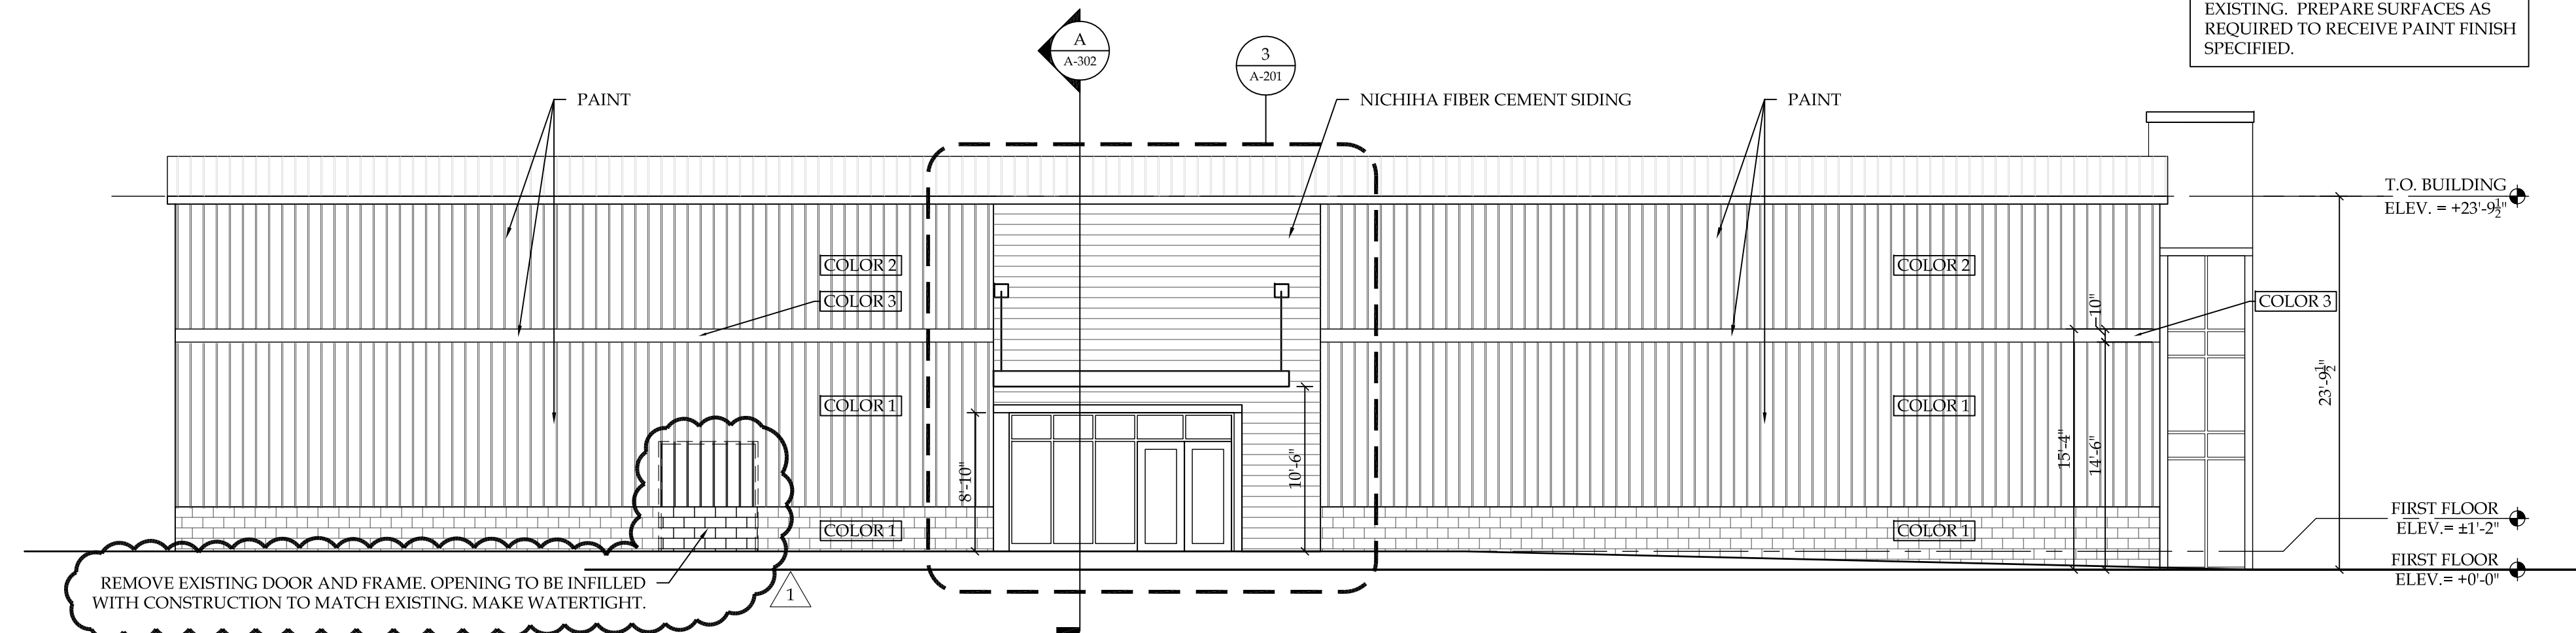 EXISTING. PREPARE SURFACES AS
REQUIRED TO RECEIVE PAINT FINISH
SPECIFIED.
A
A-302
3
A-201
PAINT
NICHIHA FIBER CEMENT SIDING
PAINT
T.O. BUILDING
ELEV. = +23'-9½"
COLOR 2
COLOR 3
COLOR 2
10"
COLOR 3
COLOR 1
COLOR 1
23'-9½"
8'-10"
10'-6"
15'-4"
14'-6"
COLOR 1
COLOR 1
FIRST FLOOR
ELEV.= ±1'-2"
FIRST FLOOR
ELEV.= +0'-0"
REMOVE EXISTING DOOR AND FRAME. OPENING TO BE INFILLED
WITH CONSTRUCTION TO MATCH EXISTING. MAKE WATERTIGHT.
1